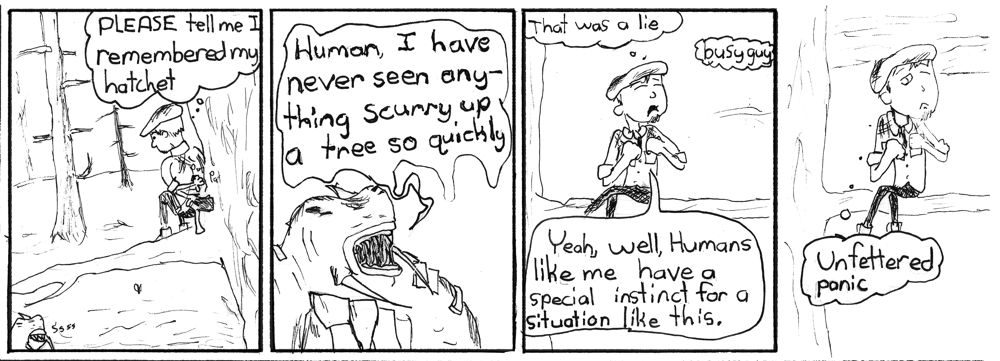 PLEASE tell me I
remembered my
hatchet
Ssss
Human, I have
never seen any-
thing scurry up
a tree so quickly
That was a lie
busy guy
Yeah, well, Humans
like me have a
special instinct for a
situation like this.
Unfettered
panic